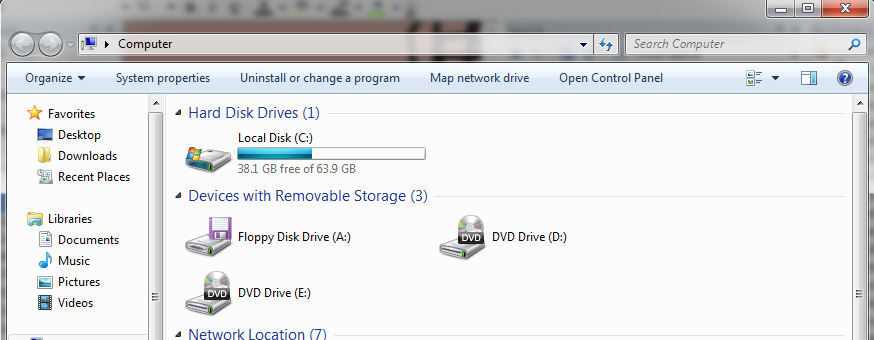 Computer
Search Computer
Organize
System properties
Uninstall or change a program
Map network drive
Open Control Panel
Favorites
Desktop
Downloads
Recent Places
Libraries
Documents
Music
Pictures
Videos
Hard Disk Drives (1)
Local Disk (C:)
38.1 GB free of 63.9 GB
Devices with Removable Storage (3)
Floppy Disk Drive (A:)
DVD
DVD Drive (D:)
DVD
DVD Drive (E:)
Network Location (7)